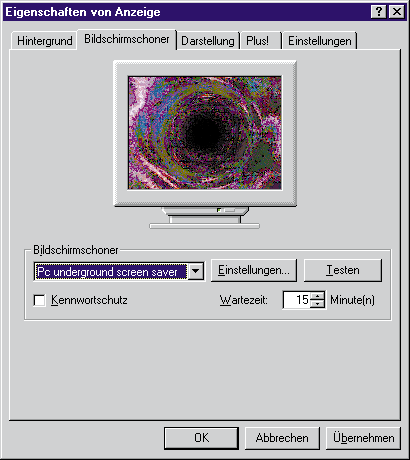 Eigenschaften von Anzeige
Hintergrund Bildschirmschoner Darstellung Plus! Einstellungen
Bildschirmschoner
Pc underground screen saver Einstellungen... Testen
Kennwortschutz Wartezeit: 15 Minute(n)
OK Abbrechen Übernehmen